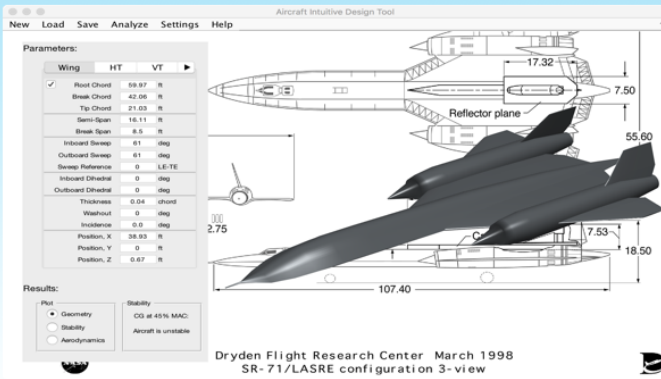 Aircraft Intuitive Design Tool
New Load Save Analyze Settings Help
Parameters:
Wing HT VT
Root Chord 59.97 ft
Break Chord 42.06 ft
Tip Chord 21.03 ft
Semi-Span 16.11 ft
Break Span 8.5 ft
Inboard Sweep 61 deg
Outboard Sweep 61 deg
Sweep Reference 0 LE-TE
Inboard Dihedral 0 deg
Outboard Dihedral 0 deg
Thickness 0.04 chord
Washout 0 deg
Incidence 0.0 deg
Position, X 38.93 ft
Position, Y 0 ft
Position, Z 0.67 ft
Results:
Plot
Geometry
Stability
Aerodynamics
Stability
CG at 45% MAC:
Aircraft is unstable
17.32
7.50
Reflector plane
55.60
2.75
7.53
18.50
107.40
Dryden Flight Research Center March 1998
SR-71/LASRE configuration 3-view
NASA